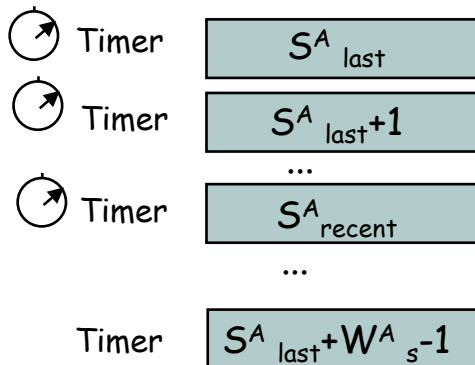 Timer S^A last
Timer S^A last+1
...
Timer S^A recent
...
Timer S^A last+W^A s-1